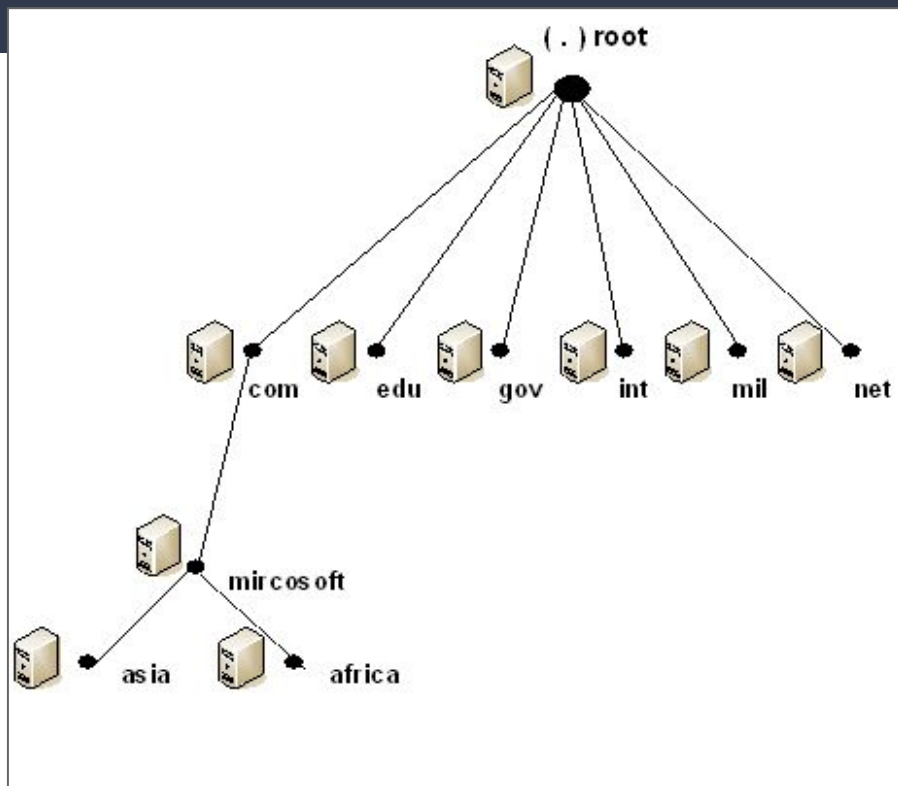 ( . ) root
com
edu
gov
int
mil
net
mircosoft
asia
africa